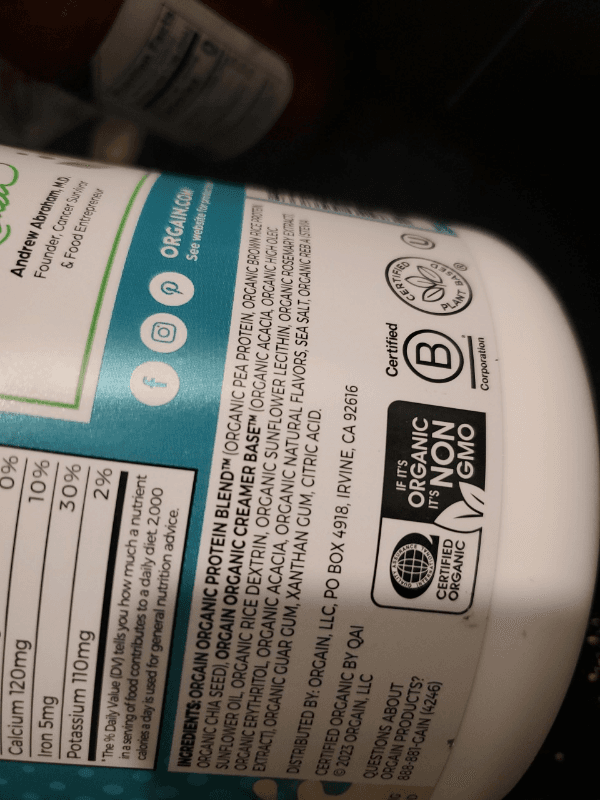 Andrew Abraham, M.D.
Founder, Cancer Survivor
& Food Entrepreneur
ORGAIN.COM
See website for
0%
Calcium 120mg 10%
Iron 5mg 30%
Potassium 110mg 2%
*The % Daily Value (DV) tells you how much a nutrient
in a serving of food contributes to a daily diet. 2,000
calories a day is used for general nutrition advice.
INGREDIENTS: ORGAIN ORGANIC PROTEIN BLEND™ (ORGANIC PEA PROTEIN, ORGANIC BROWN RICE PROTEIN,
ORGANIC CHIA SEED), ORGAIN ORGANIC CREAMER BASE™ (ORGANIC ACACIA, ORGANIC HIGH OLEIC
SUNFLOWER OIL, ORGANIC RICE DEXTRIN, ORGANIC SUNFLOWER LECITHIN, ORGANIC ROSEMARY EXTRACT),
ORGANIC ERYTHRITOL, ORGANIC ACACIA, ORGANIC NATURAL FLAVORS, SEA SALT, ORGANIC REB A (STEVIA
EXTRACT), ORGANIC GUAR GUM, XANTHAN GUM, CITRIC ACID.
DISTRIBUTED BY: ORGAIN, LLC, PO BOX 4918, IRVINE, CA 92616
CERTIFIED ORGANIC BY QAI
© 2023 ORGAIN, LLC
QUESTIONS ABOUT
ORGAIN PRODUCTS?
888-881-GAIN (4246)
CERTIFIED
ORGANIC
IF IT'S
ORGANIC
IT'S NON
GMO
Certified
B
Corporation
CERTIFIED
PLANT BASED
U